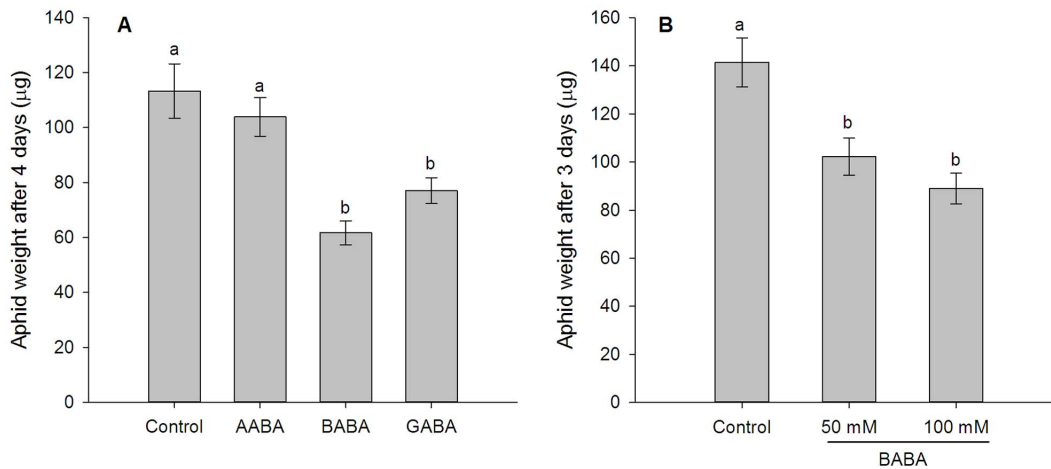 A
Aphid weight after 4 days (μg)
140
120
100
80
60
40
20
0
a
a
b
b
Control AABA BABA GABA
B
Aphid weight after 3 days (μg)
160
140
120
100
80
60
40
20
0
a
b
b
Control 50 mM 100 mM
BABA